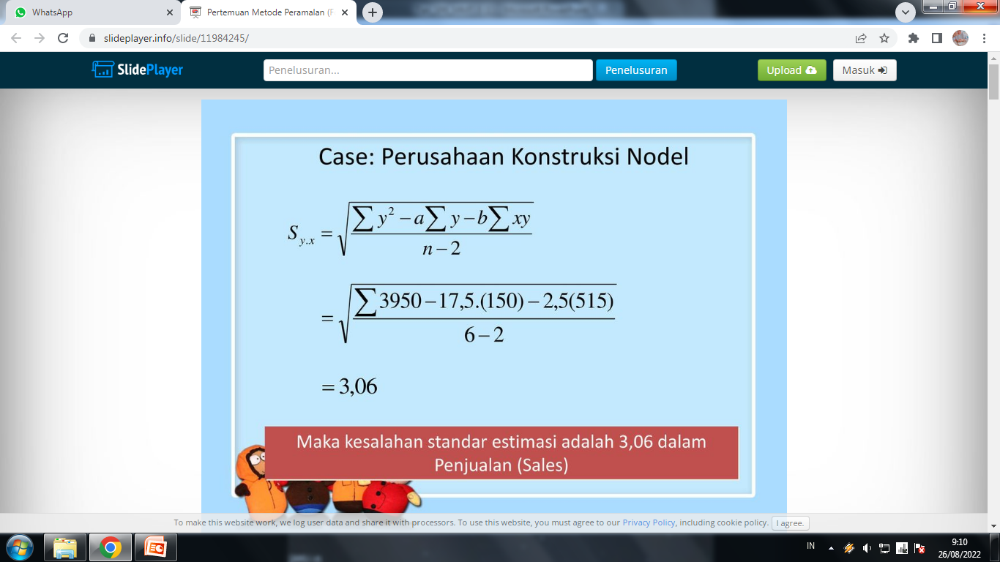 WhatsApp
Pertemuan Metode Peramalan (F
slideplayer.info/slide/11984245/
SlidePlayer
Penelusuran...
Penelusuran
Upload
Masuk
Case: Perusahaan Konstruksi Nodel
S_{y.x} = √((∑y² − a∑y − b∑xy) / (n − 2))
= √((∑3950 − 17,5.(150) − 2,5(515)) / (6 − 2))
= 3,06
Maka kesalahan standar estimasi adalah 3,06 dalam
Penjualan (Sales)
To make this website work, we log user data and share it with processors. To use this website, you must agree to our Privacy Policy, including cookie policy.
I agree.
IN
9:10
26/08/2022